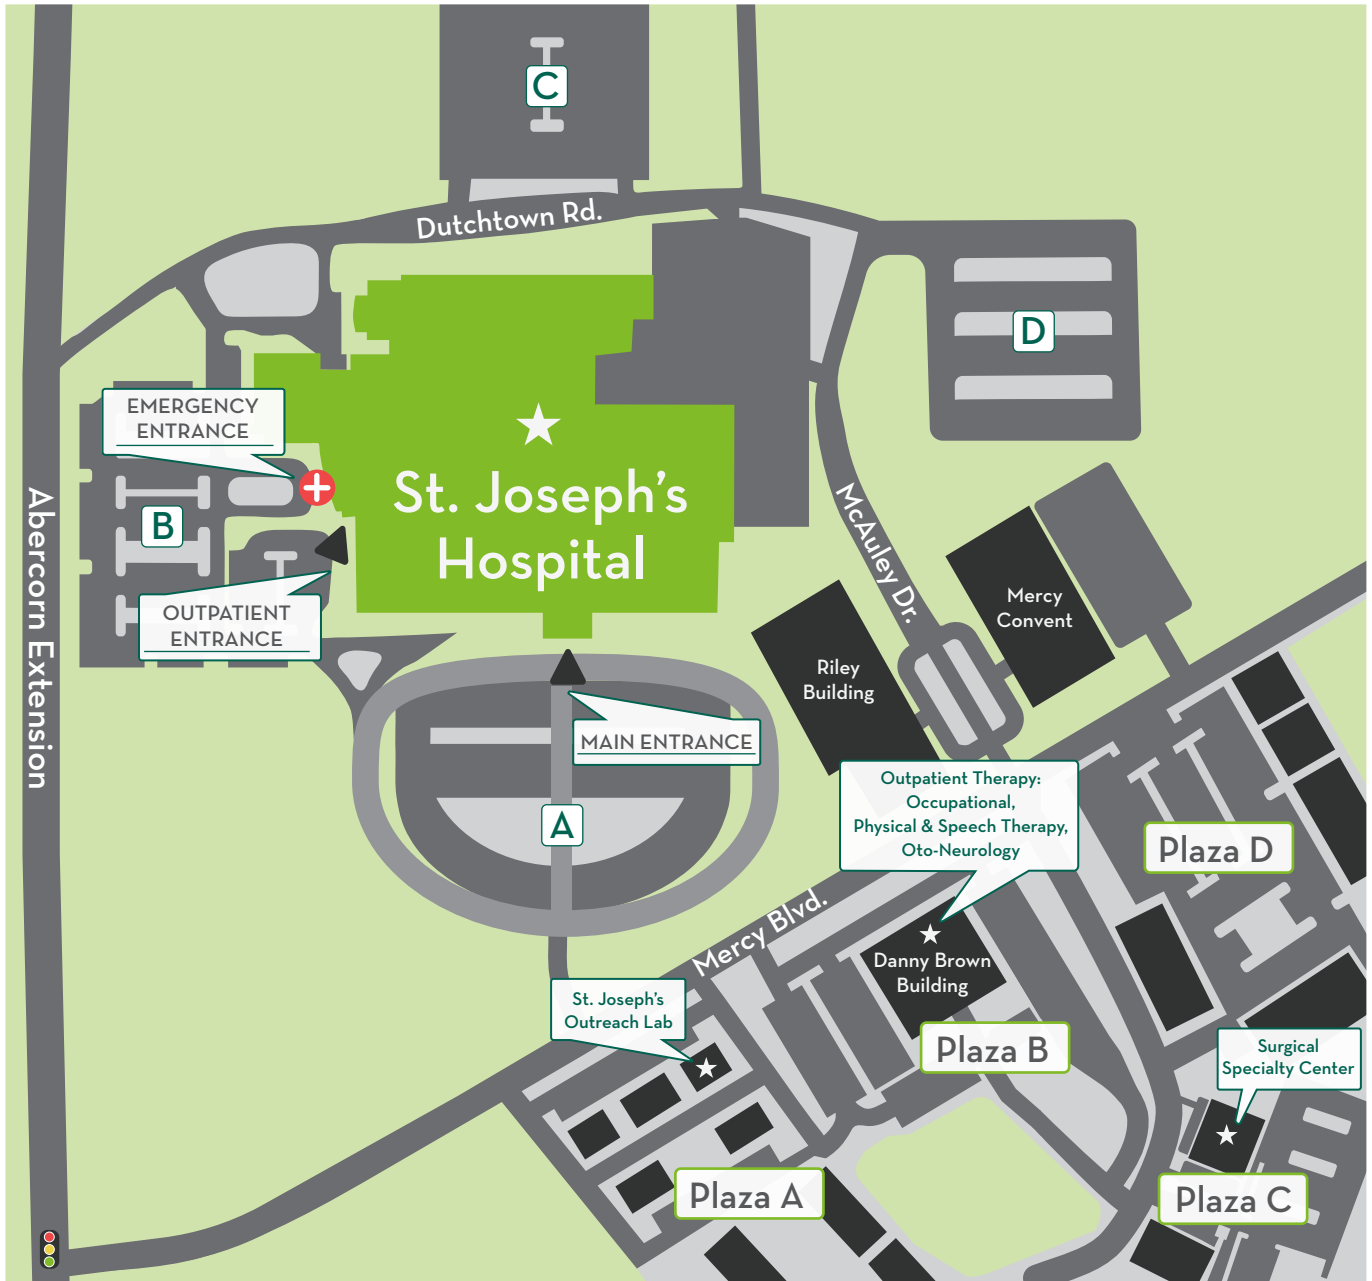 C
Dutchtown Rd.
D
EMERGENCY
ENTRANCE
St. Joseph's
Hospital
B
Abercorn Extension
McAuley Dr.
OUTPATIENT
ENTRANCE
Mercy
Convent
Riley
Building
MAIN ENTRANCE
A
Outpatient Therapy:
Occupational,
Physical & Speech Therapy,
Oto-Neurology
Plaza D
Mercy Blvd.
Danny Brown
Building
St. Joseph's
Outreach Lab
Plaza B
Surgical
Specialty Center
Plaza A
Plaza C